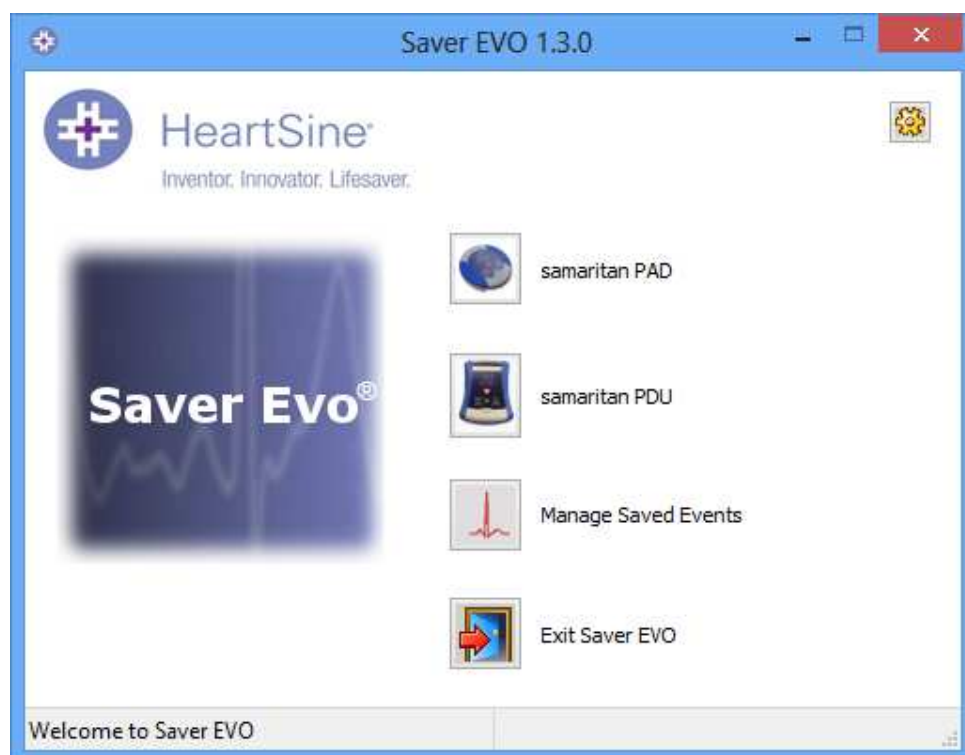 Saver EVO 1.3.0
HeartSine®
Inventor. Innovator. Lifesaver.
samaritan PAD
Saver Evo®
samaritan PDU
Manage Saved Events
Exit Saver EVO
Welcome to Saver EVO